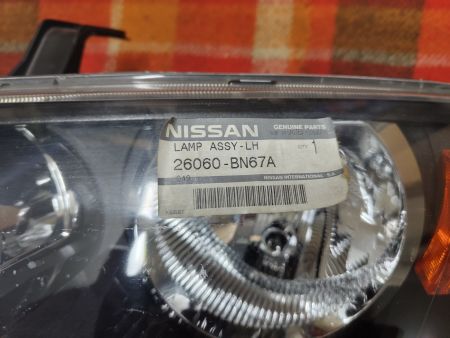 NISSAN GENUINE PARTS
LAMP ASSY-LH QTY 1
26060-BN67A
NISSAN INTERNATIONAL S.A.